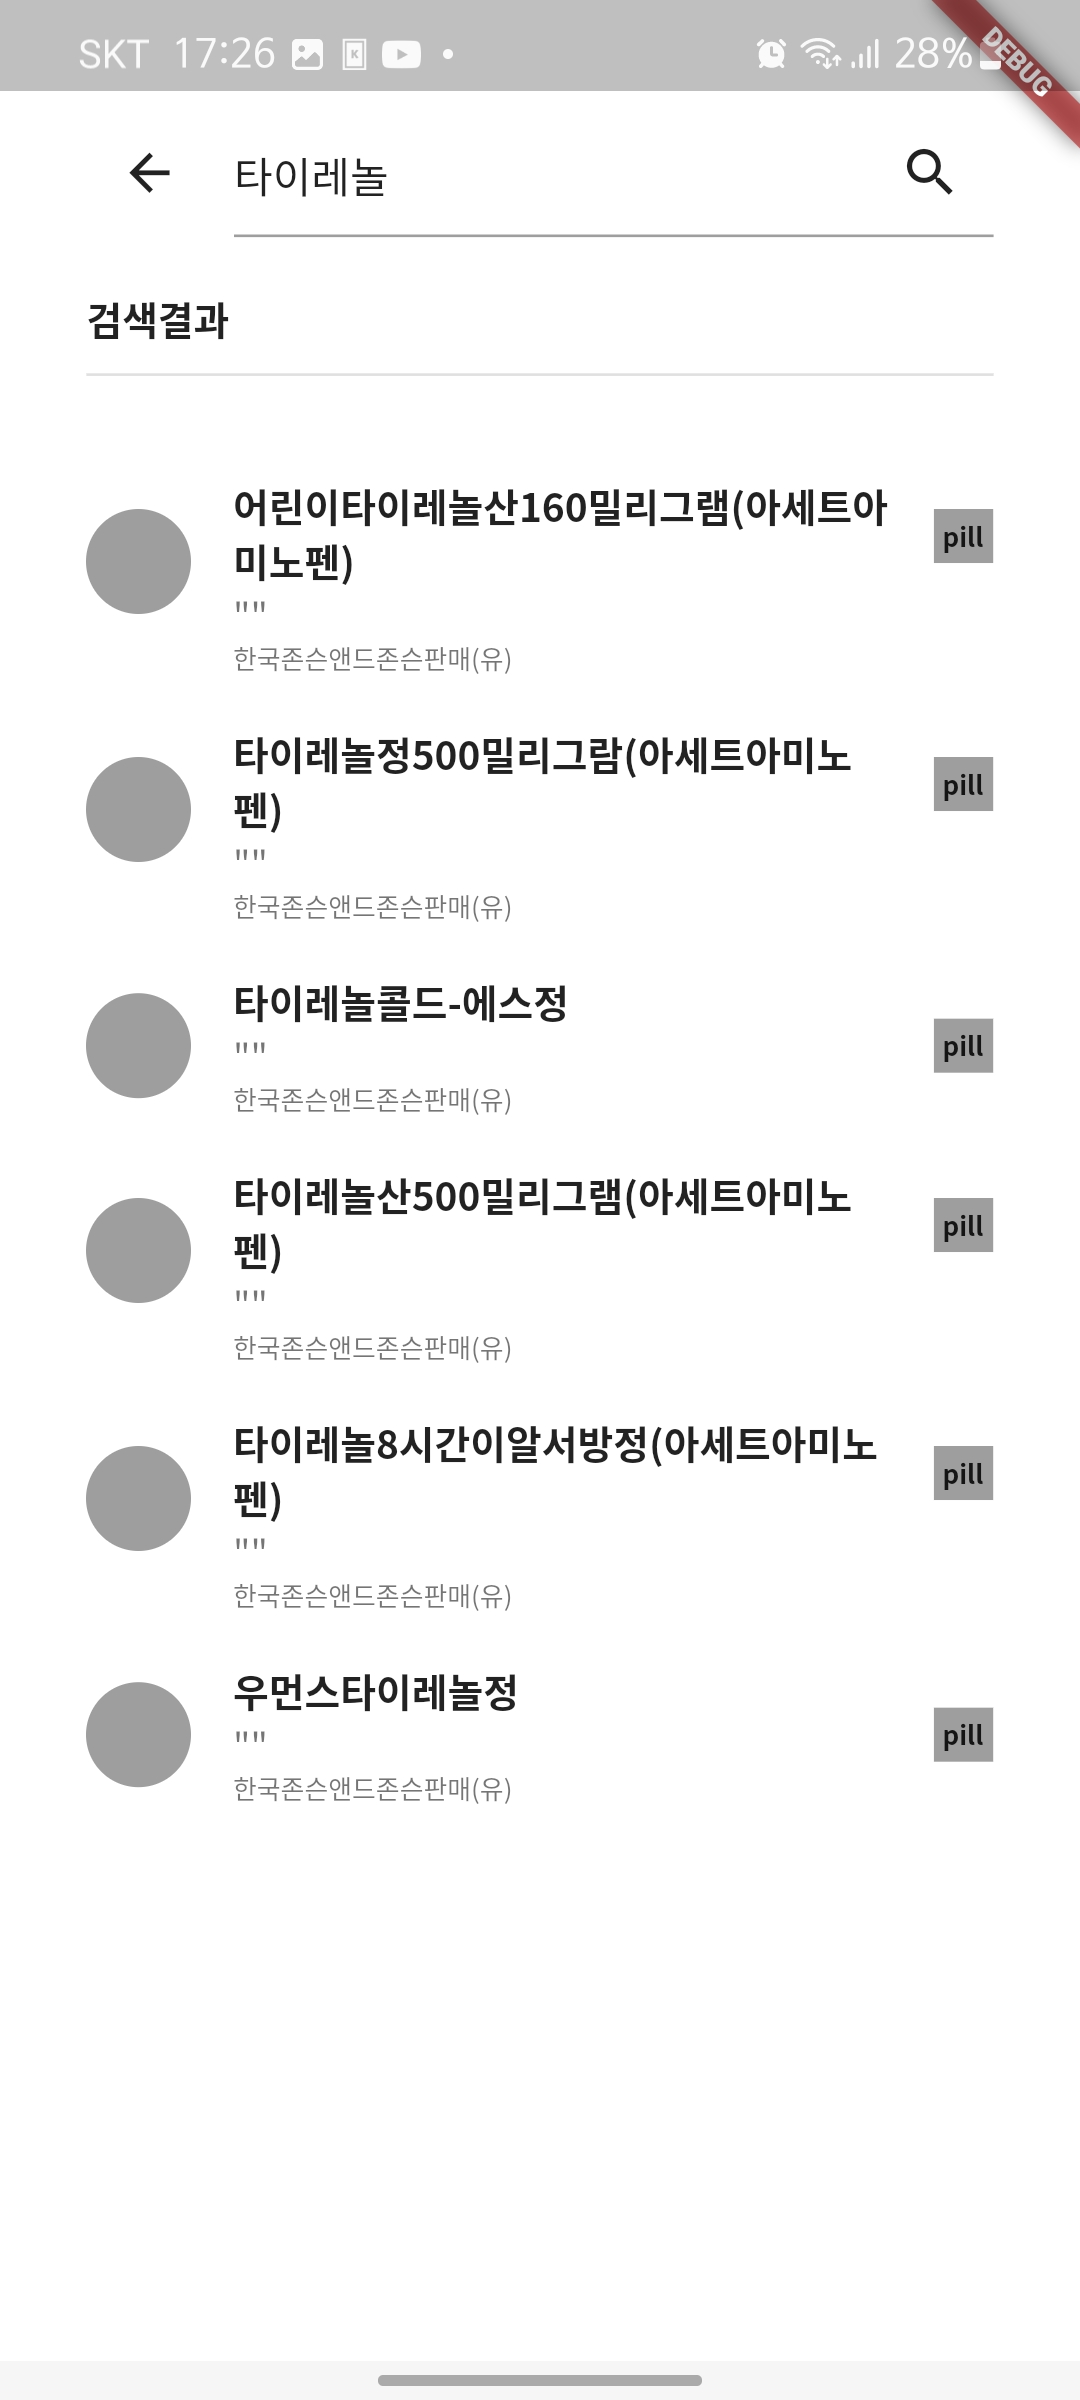 SKT 17:26
28%
DEBUG
타이레놀
검색결과
어린이타이레놀산160밀리그램(아세트아
미노펜)
pill
""
한국존슨앤드존슨판매(유)
타이레놀정500밀리그람(아세트아미노
펜)
pill
""
한국존슨앤드존슨판매(유)
타이레놀콜드-에스정
pill
""
한국존슨앤드존슨판매(유)
타이레놀산500밀리그램(아세트아미노
펜)
pill
""
한국존슨앤드존슨판매(유)
타이레놀8시간이알서방정(아세트아미노
펜)
pill
""
한국존슨앤드존슨판매(유)
우먼스타이레놀정
pill
""
한국존슨앤드존슨판매(유)